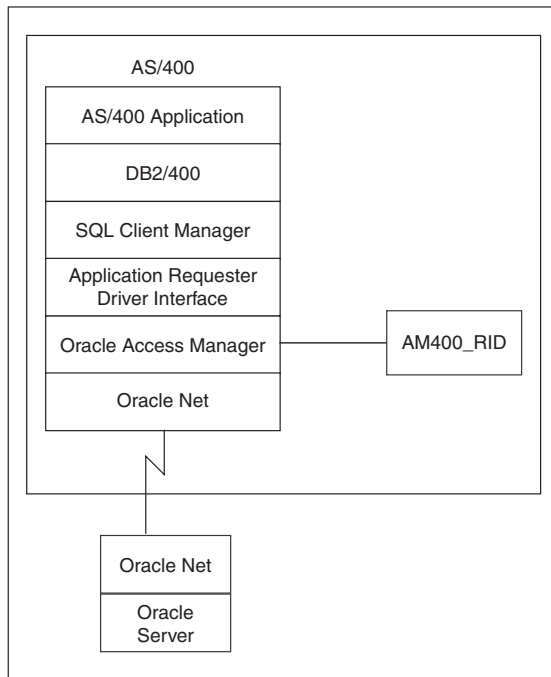 AS/400
AS/400 Application
DB2/400
SQL Client Manager
Application Requester
Driver Interface
Oracle Access Manager
AM400_RID
Oracle Net
Oracle Net
Oracle
Server